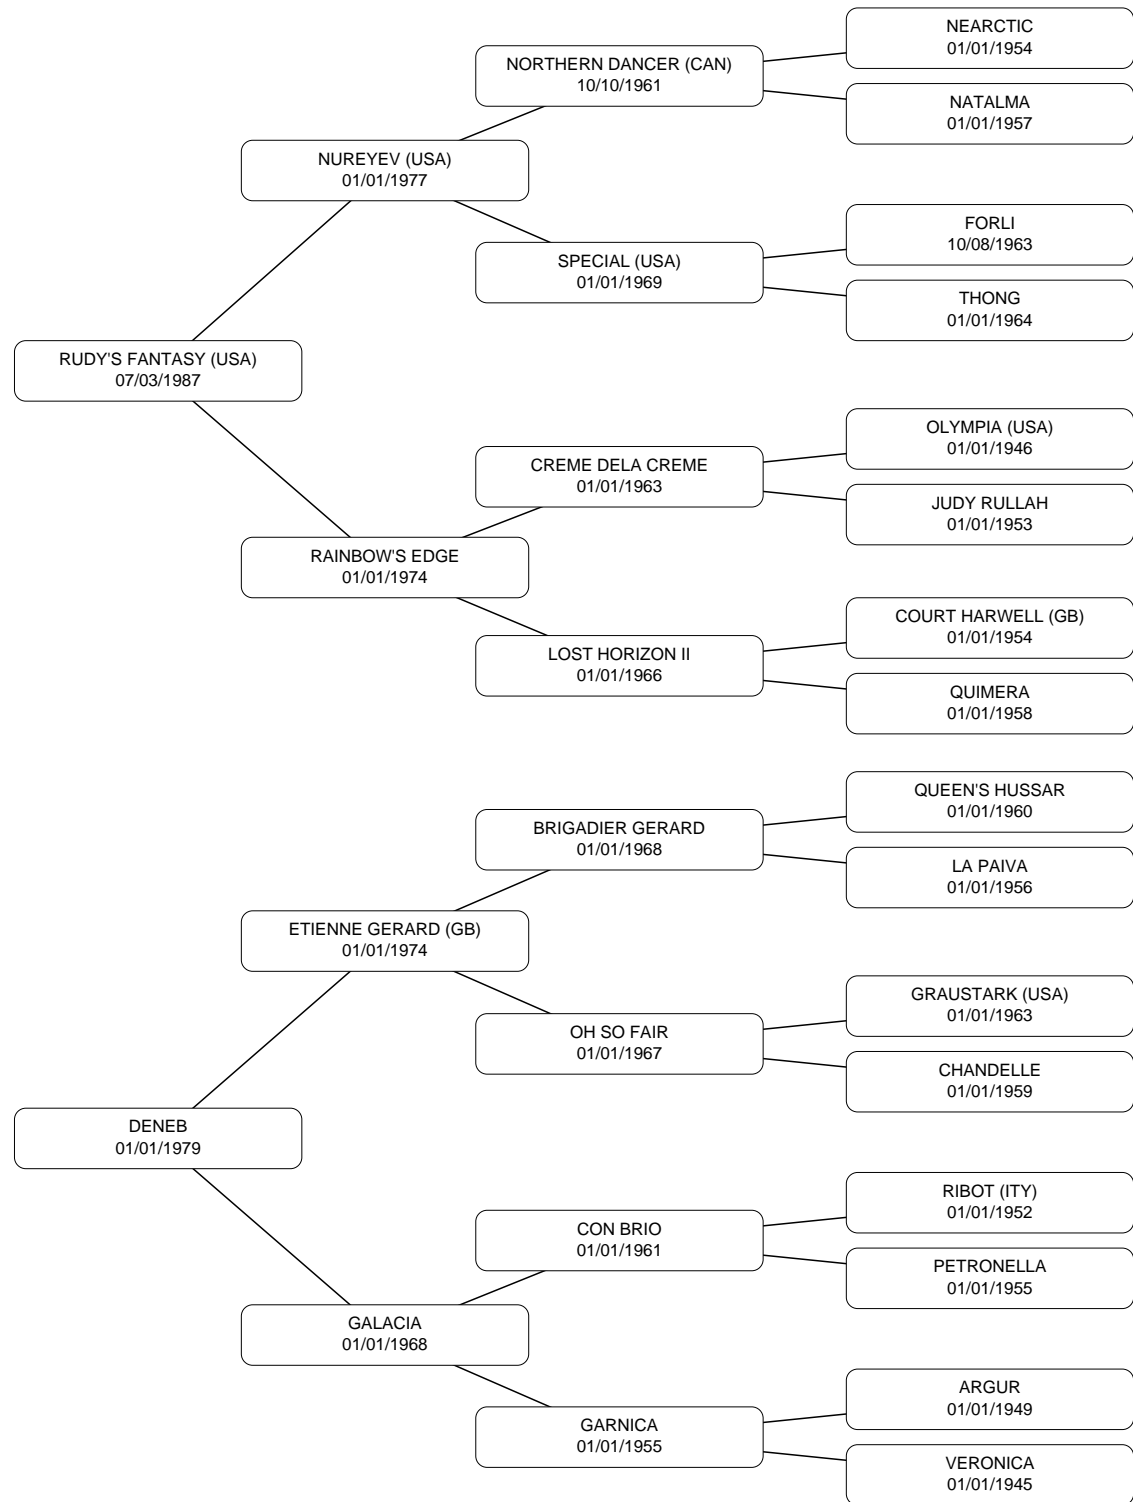 NEARCTIC
01/01/1954
NORTHERN DANCER (CAN)
10/10/1961
NATALMA
01/01/1957
NUREYEV (USA)
01/01/1977
FORLI
10/08/1963
SPECIAL (USA)
01/01/1969
THONG
01/01/1964
RUDY'S FANTASY (USA)
07/03/1987
OLYMPIA (USA)
01/01/1946
CREME DELA CREME
01/01/1963
JUDY RULLAH
01/01/1953
RAINBOW'S EDGE
01/01/1974
COURT HARWELL (GB)
01/01/1954
LOST HORIZON II
01/01/1966
QUIMERA
01/01/1958
QUEEN'S HUSSAR
01/01/1960
BRIGADIER GERARD
01/01/1968
LA PAIVA
01/01/1956
ETIENNE GERARD (GB)
01/01/1974
GRAUSTARK (USA)
01/01/1963
OH SO FAIR
01/01/1967
CHANDELLE
01/01/1959
DENEB
01/01/1979
RIBOT (ITY)
01/01/1952
CON BRIO
01/01/1961
PETRONELLA
01/01/1955
GALACIA
01/01/1968
ARGUR
01/01/1949
GARNICA
01/01/1955
VERONICA
01/01/1945